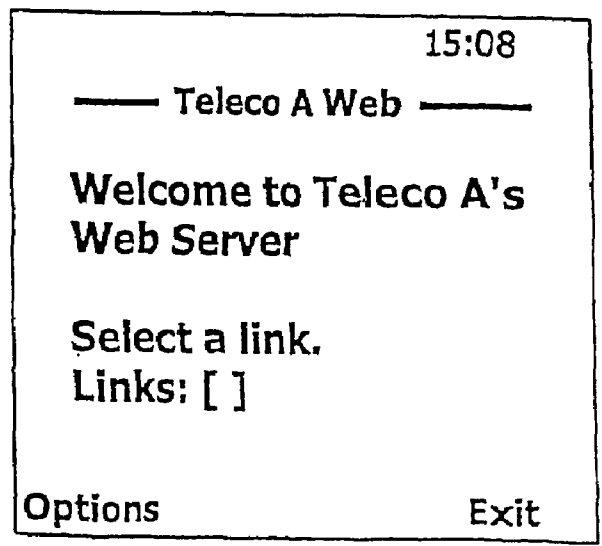 15:08
Teleco A Web
Welcome to Teleco A's
Web Server
Select a link.
Links: [ ]
Options Exit